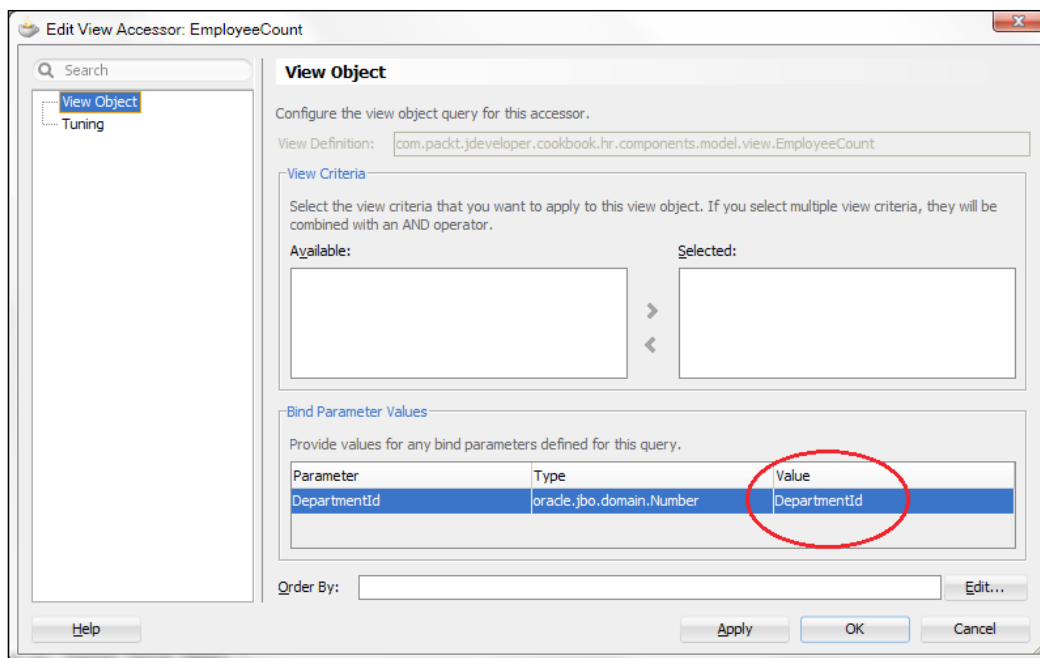 Edit View Accessor: EmployeeCount
Search
View Object
Tuning
View Object
Configure the view object query for this accessor.
View Definition: com.packt.jdeveloper.cookbook.hr.components.model.view.EmployeeCount
View Criteria
Select the view criteria that you want to apply to this view object. If you select multiple view criteria, they will be
combined with an AND operator.
Available: Selected:
Bind Parameter Values
Provide values for any bind parameters defined for this query.
Parameter Type Value
DepartmentId oracle.jbo.domain.Number DepartmentId
Order By: Edit...
Help Apply OK Cancel